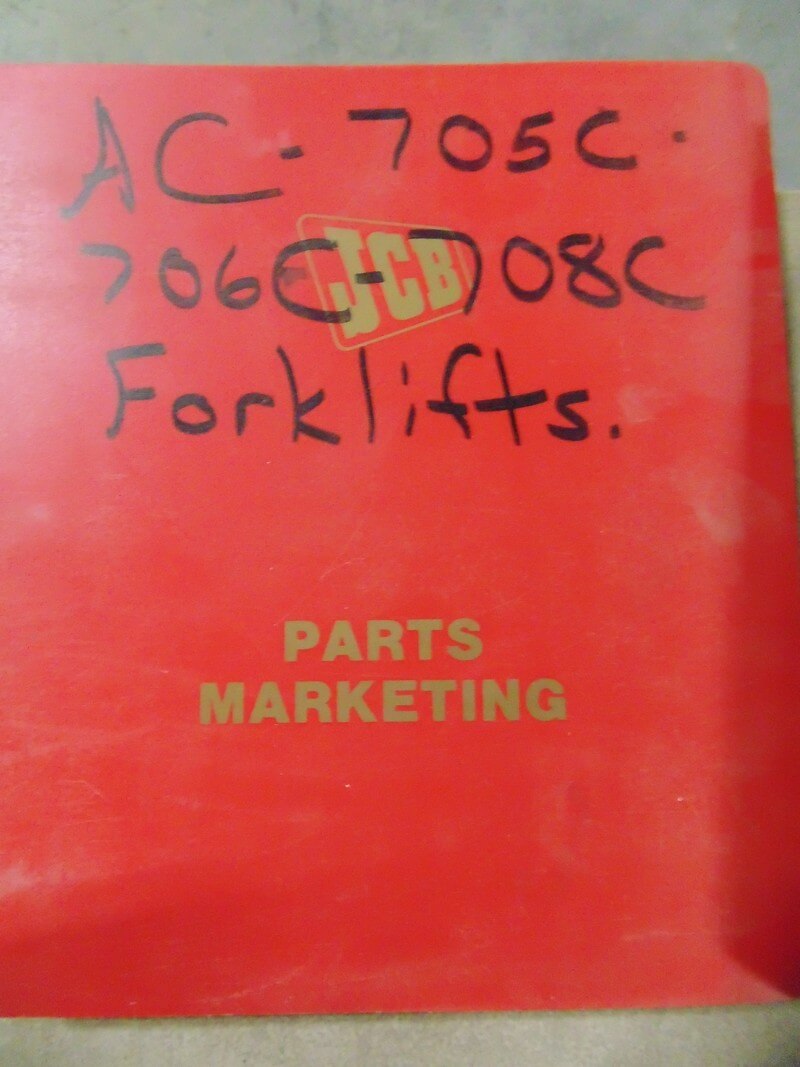 AC- 705C-
706C-708C
JCB
Forklifts.
PARTS
MARKETING